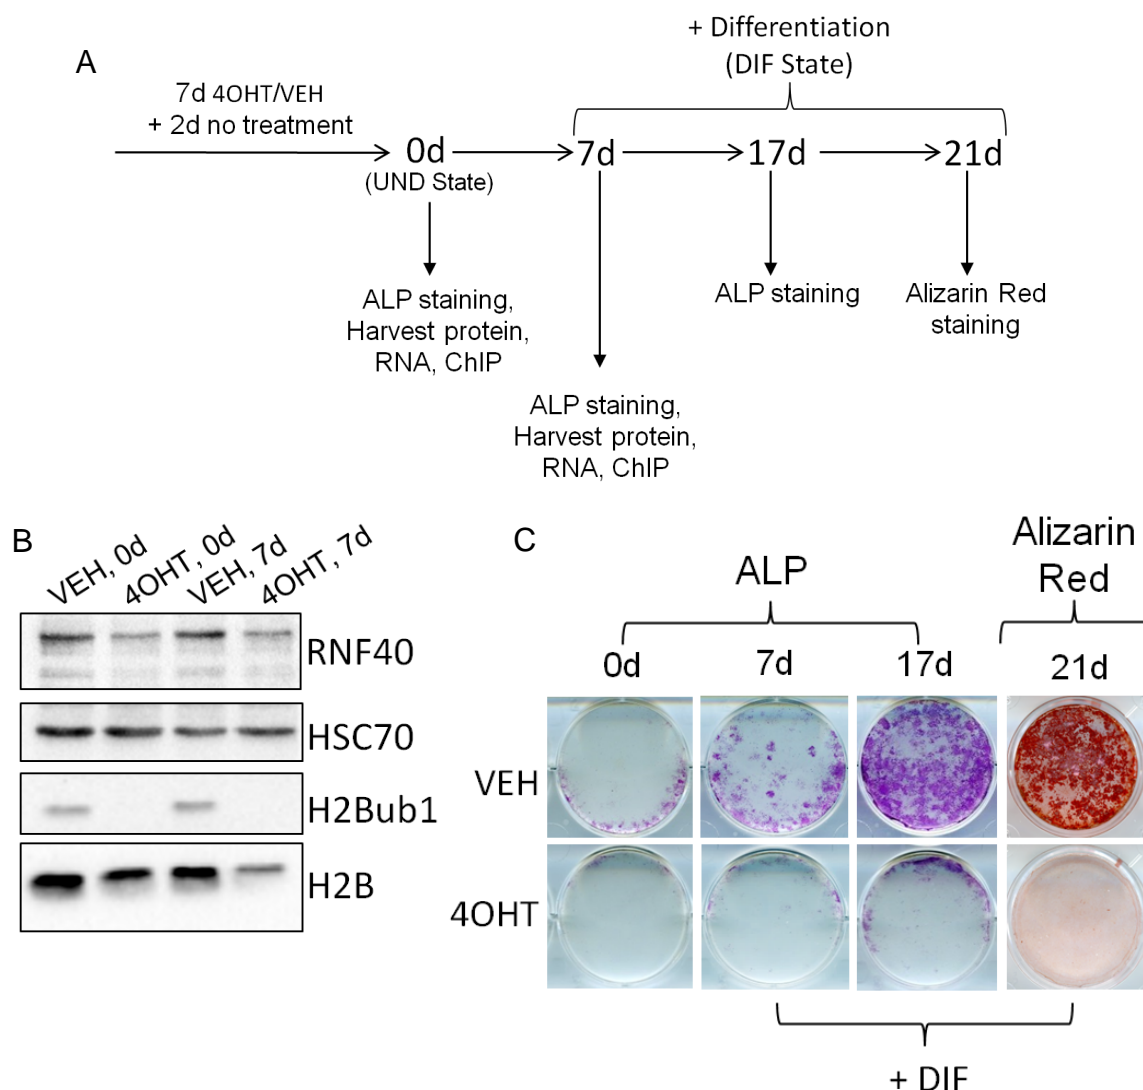 A
+ Differentiation
(DIF State)
7d 4OHT/VEH
+ 2d no treatment
0d
7d
17d
21d
(UND State)
ALP staining,
Harvest protein,
RNA, ChIP
ALP staining,
Harvest protein,
RNA, ChIP
ALP staining
Alizarin Red
staining
B
VEH, 0d
4OHT, 0d
VEH, 7d
4OHT, 7d
RNF40
HSC70
H2Bub1
H2B
C
ALP
Alizarin
Red
0d
7d
17d
21d
VEH
4OHT
+ DIF